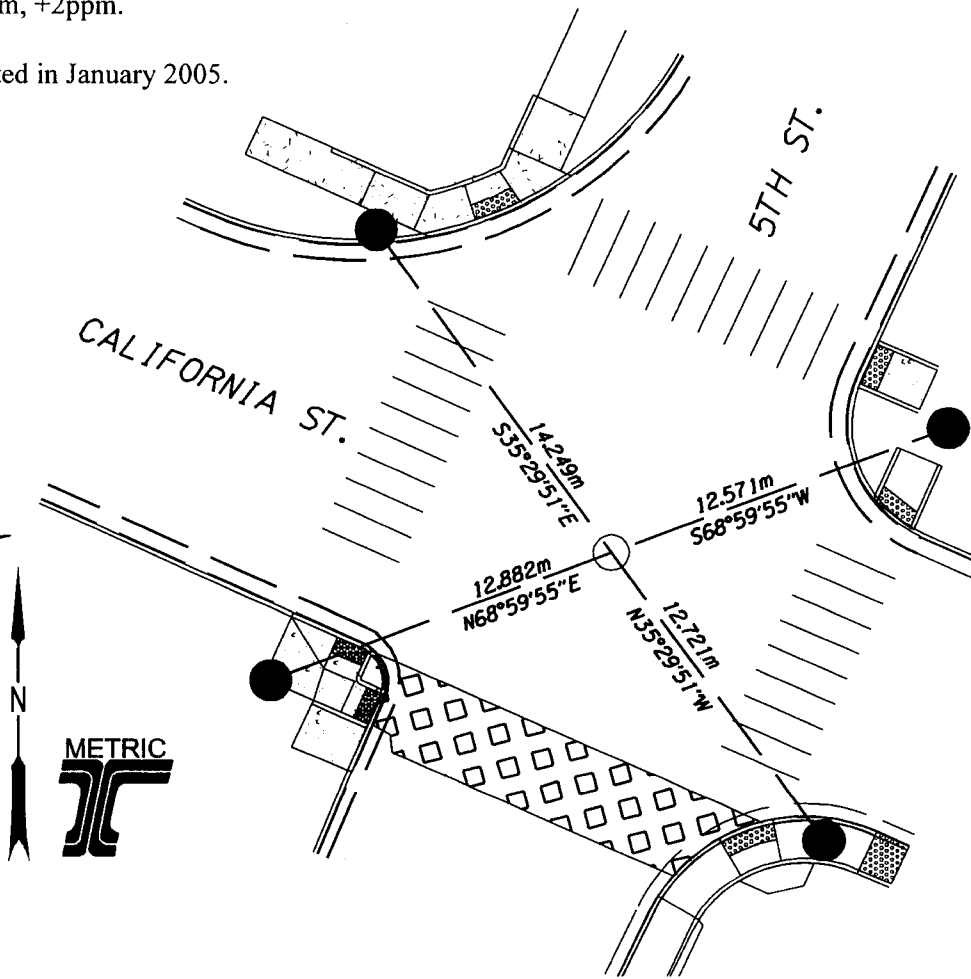 m, +2ppm.
ted in January 2005.
5TH ST.
CALIFORNIA ST.
14.249m
S35°29'51"E
12.571m
S68°59'55"W
12.882m
N68°59'55"E
12.721m
N35°29'51"W
N
METRIC